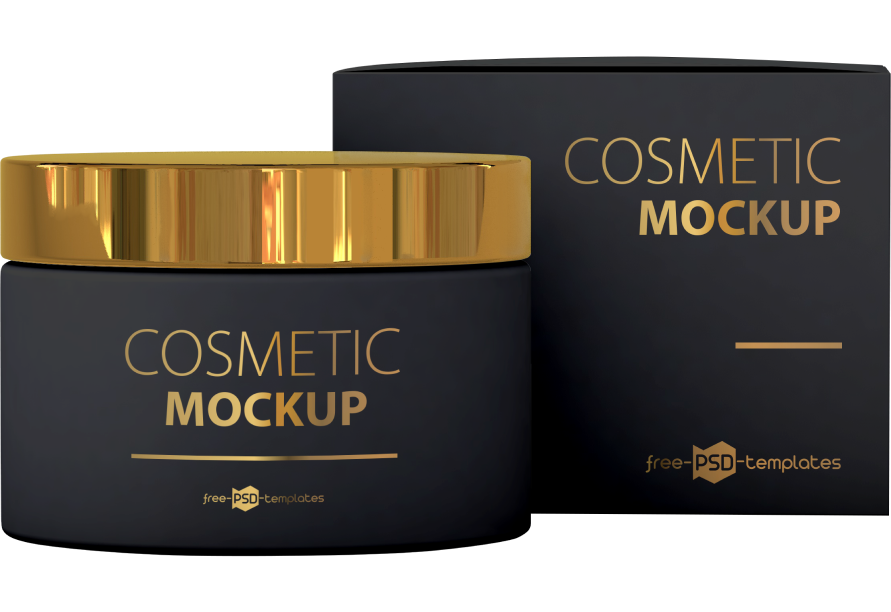 COSMETIC
MOCKUP
free-PSD-templates
COSMETIC
MOCKUP
free-PSD-templates